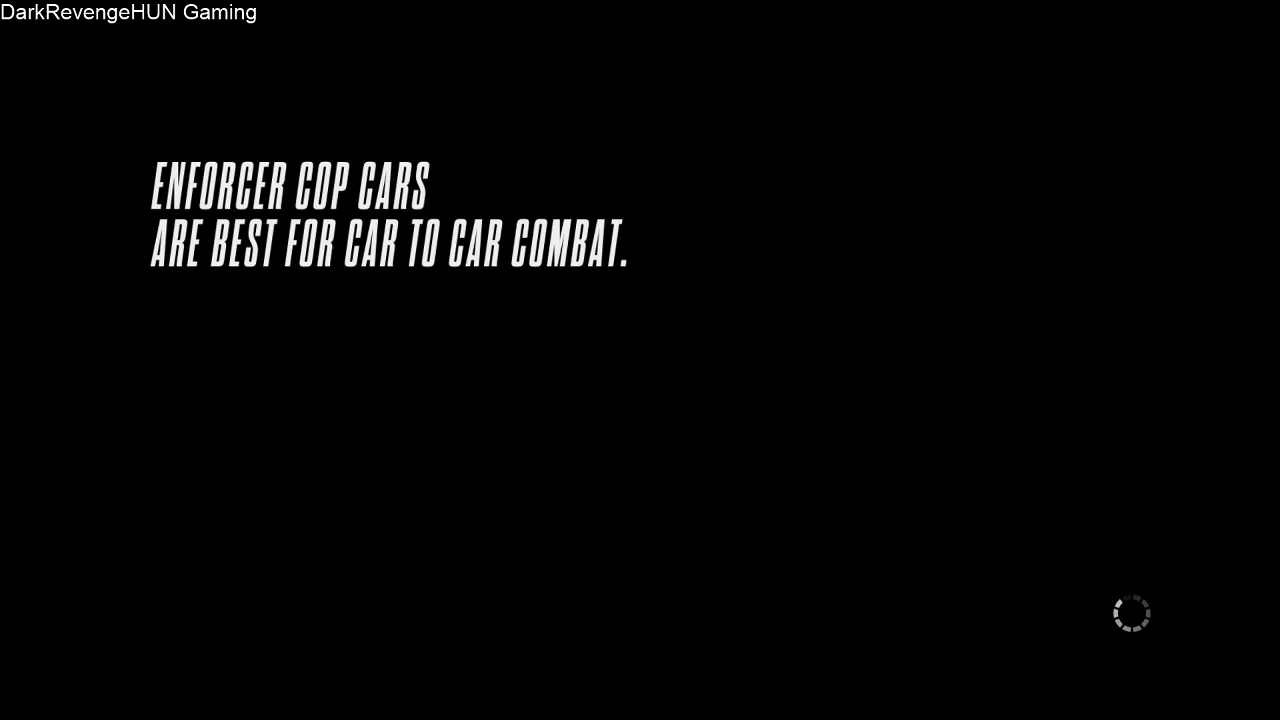 DarkRevengeHUN Gaming
ENFORCER COP CARS
ARE BEST FOR CAR TO CAR COMBAT.